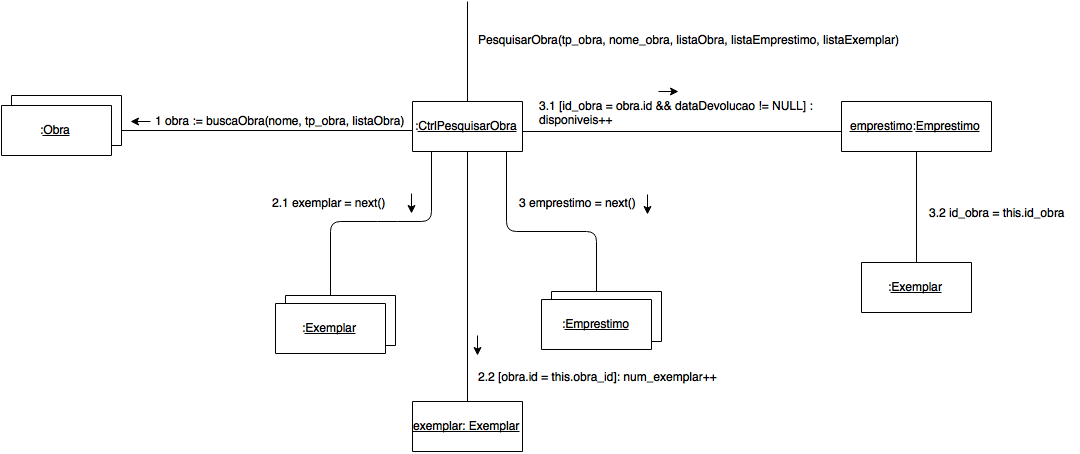 PesquisarObra(tp_obra, nome_obra, listaObra, listaEmprestimo, listaExemplar)
:Obra
1 obra := buscaObra(nome, tp_obra, listaObra)
:CtrlPesquisarObra
3.1 [id_obra = obra.id && dataDevolucao != NULL] :
disponiveis++
emprestimo:Emprestimo
2.1 exemplar = next()
3 emprestimo = next()
3.2 id_obra = this.id_obra
:Exemplar
:Exemplar
:Emprestimo
2.2 [obra.id = this.obra_id]: num_exemplar++
exemplar: Exemplar